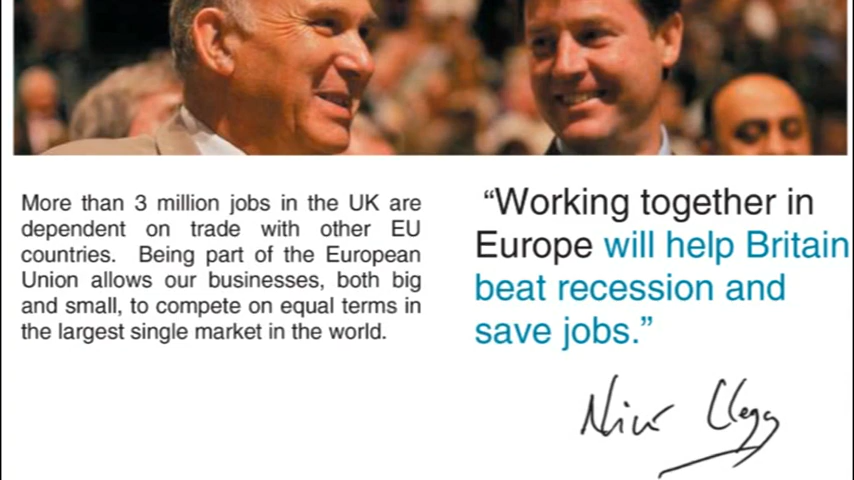 More than 3 million jobs in the UK are
dependent on trade with other EU
countries. Being part of the European
Union allows our businesses, both big
and small, to compete on equal terms in
the largest single market in the world.
“Working together in
Europe will help Britain
beat recession and
save jobs.”
Nick Clegg